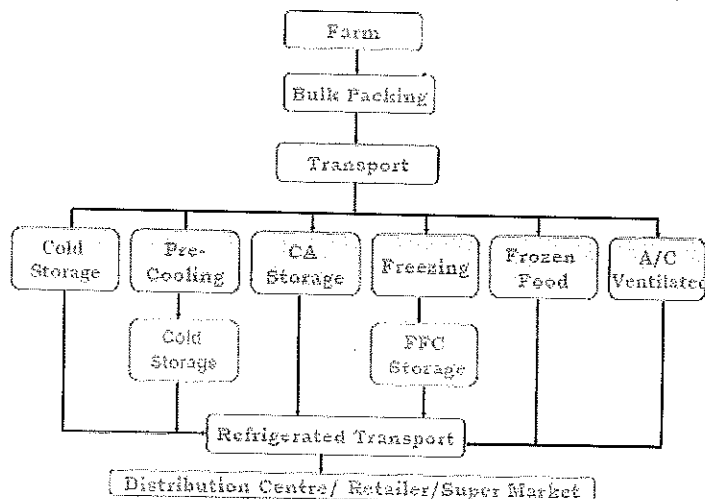 Farm
Bulk Packing
Transport
Cold
Storage
Pre-
Cooling
CA
Storage
Freezing
Frozen
Food
A/C
Ventilated
Cold
Storage
FFC
Storage
Refrigerated Transport
Distribution Centre/ Retailer/Super Market